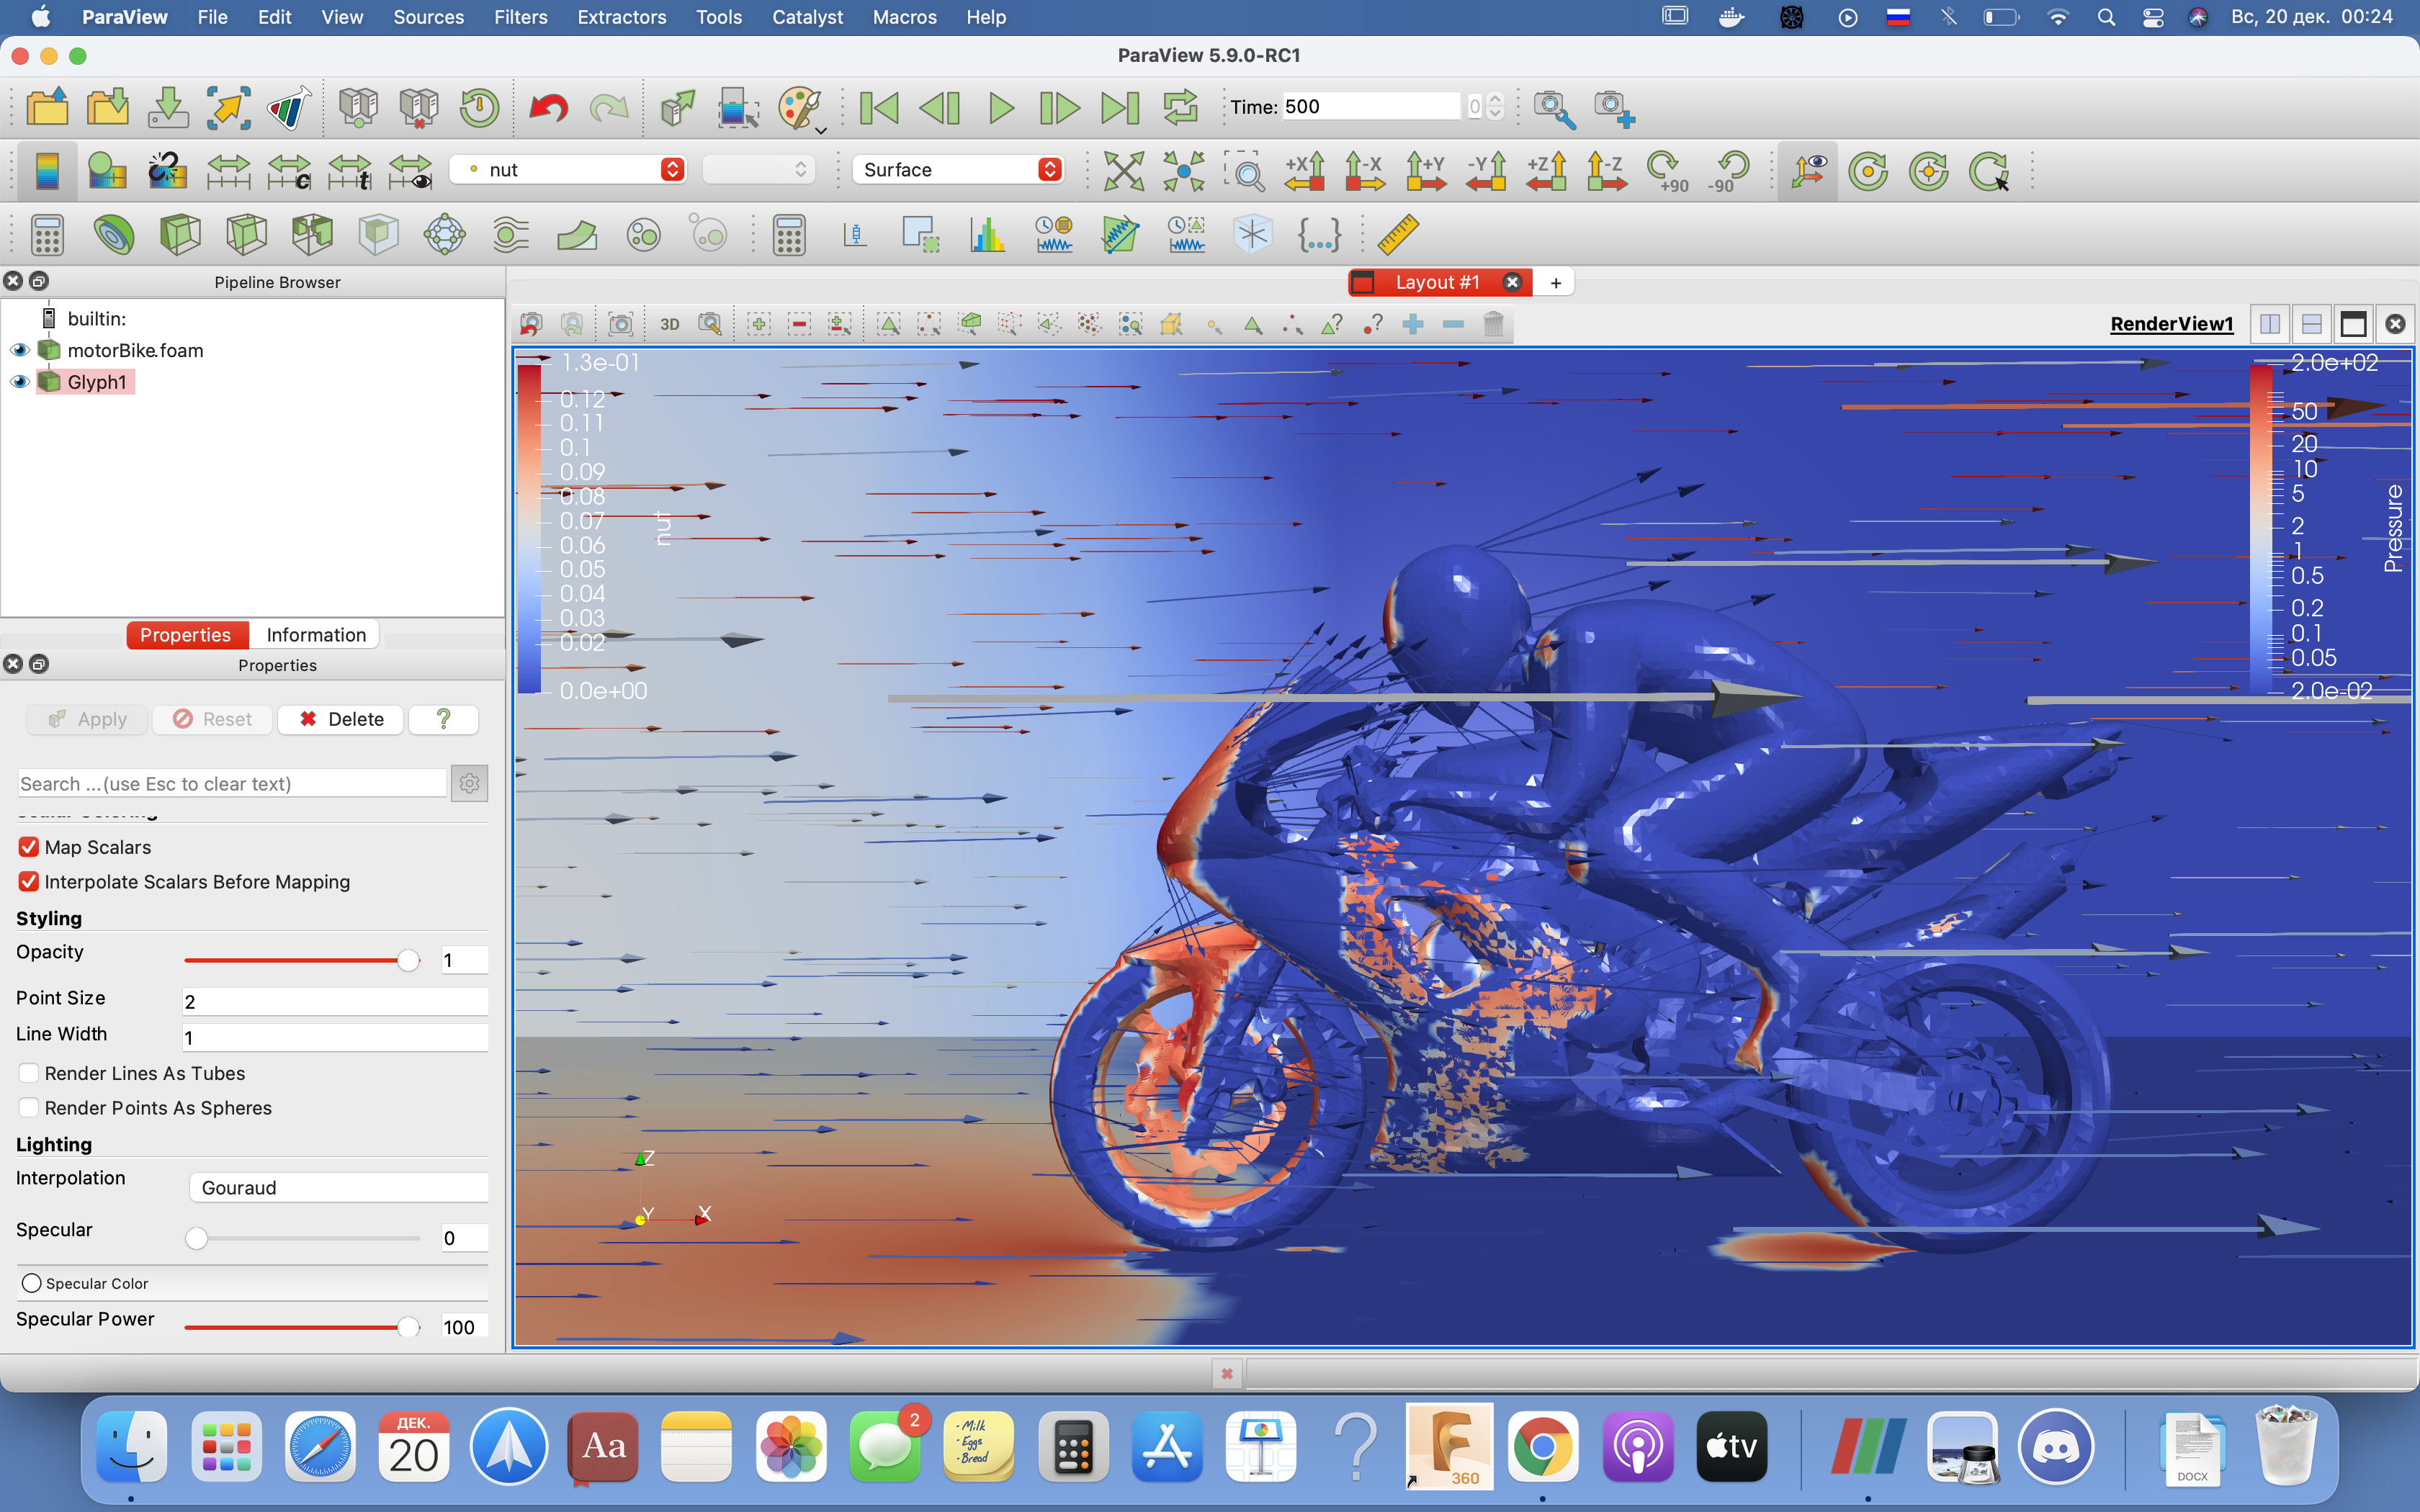 ParaView File Edit View Sources Filters Extractors Tools Catalyst Macros Help Вс, 20 дек. 00:24
ParaView 5.9.0-RC1
Time: 500 0
nut Surface +X -X +Y -Y +Z -Z +90 -90
Pipeline Browser
builtin:
motorBike.foam
Glyph1
Properties Information
Properties
Apply Reset Delete ?
Search ...(use Esc to clear text)
Map Scalars
Interpolate Scalars Before Mapping
Styling
Opacity 1
Point Size 2
Line Width 1
Render Lines As Tubes
Render Points As Spheres
Lighting
Interpolation Gouraud
Specular 0
Specular Color
Specular Power 100
Layout #1 +
3D RenderView1
1.3e-01
0.12
0.11
0.1
0.09
0.08
0.07
0.06
0.05
0.04
0.03
0.02
0.0e+00
nut
2.0e+02
50
20
10
5
2
1
0.5
0.2
0.1
0.05
2.0e-02
Pressure
Z
Y X
ДЕК.
20
Aa
2
- Milk
- Eggs
- Bread
360
tv
DOCX